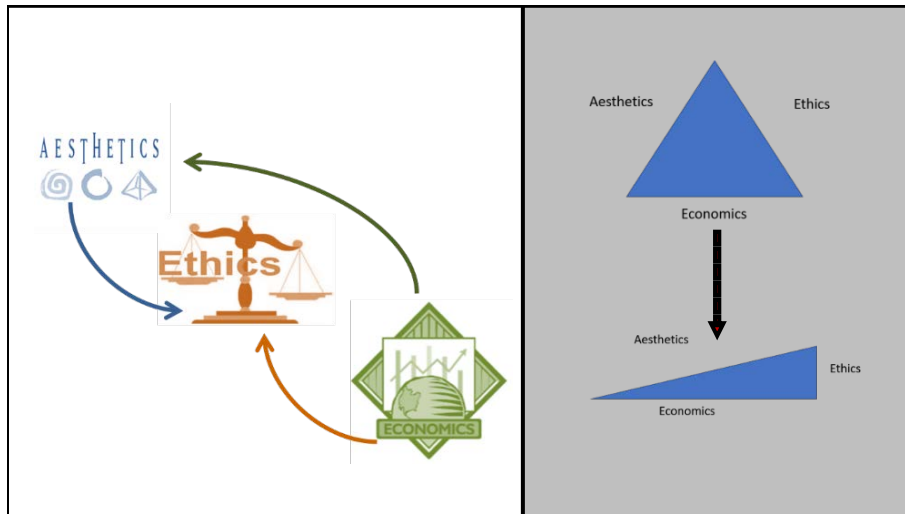 AESTHETICS
Ethics
ECONOMICS
Aesthetics
Ethics
Economics
Aesthetics
Ethics
Economics